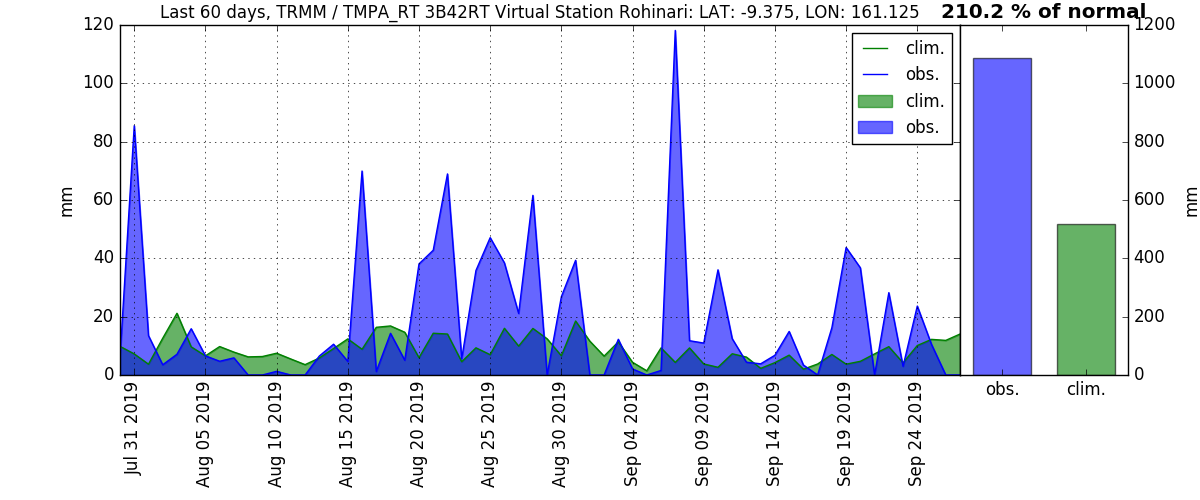 Last 60 days, TRMM / TMPA_RT 3B42RT Virtual Station Rohinari: LAT: -9.375, LON: 161.125
210.2 % of normal
120
100
80
60
40
20
0
mm
clim.
obs.
clim.
obs.
1200
1000
800
600
400
200
0
mm
Jul 31 2019
Aug 05 2019
Aug 10 2019
Aug 15 2019
Aug 20 2019
Aug 25 2019
Aug 30 2019
Sep 04 2019
Sep 09 2019
Sep 14 2019
Sep 19 2019
Sep 24 2019
obs.
clim.